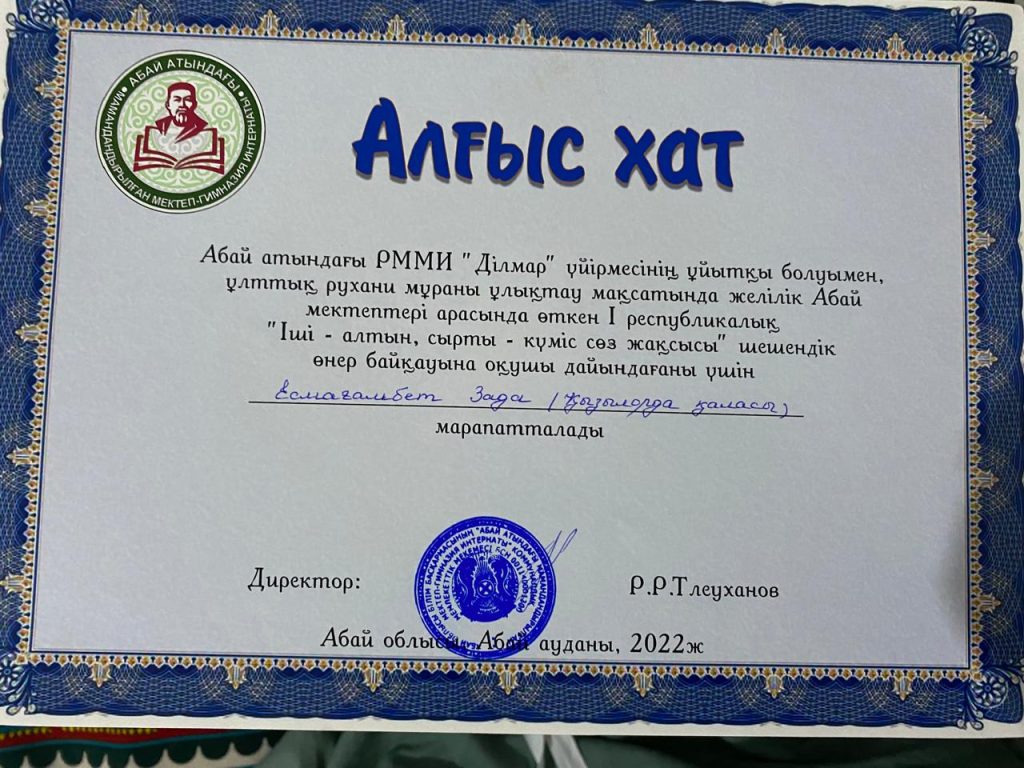 • АБАЙ АТЫНДАҒЫ •
МАМАНДАНДЫРЫЛҒАН МЕКТЕП-ГИМНАЗИЯ ИНТЕРНАТЫ
Алғыс хат
Абай атындағы РММИ "Ділмар" үйірмесінің ұйытқы болуымен,
ұлттық рухани мұраны ұлықтау мақсатында желілік Абай
мектептері арасында өткен І республикалық
"Іші - алтын, сырты - күміс сөз жақсысы" шешендік
өнер байқауына оқушы дайындағаны үшін
Есмағамбет Зада (Қызылорда қаласы)
марапатталады
Директор:
Р.Р.Тлеуханов
Абай облысы, Абай ауданы, 2022ж